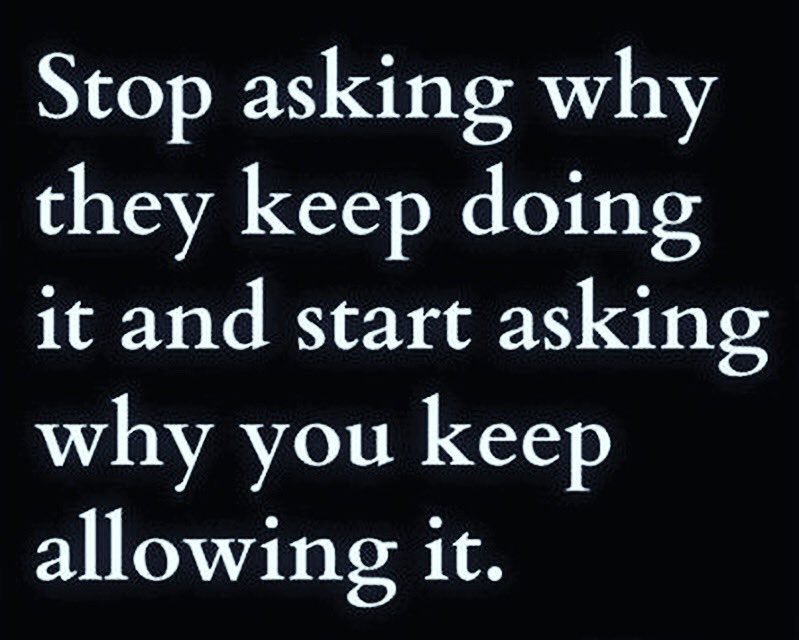 Stop asking why
they keep doing
it and start asking
why you keep
allowing it.